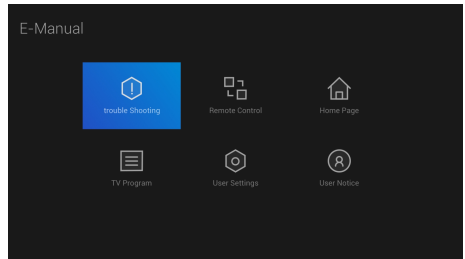 E-Manual
trouble Shooting
Remote Control
Home Page
TV Program
User Settings
User Notice